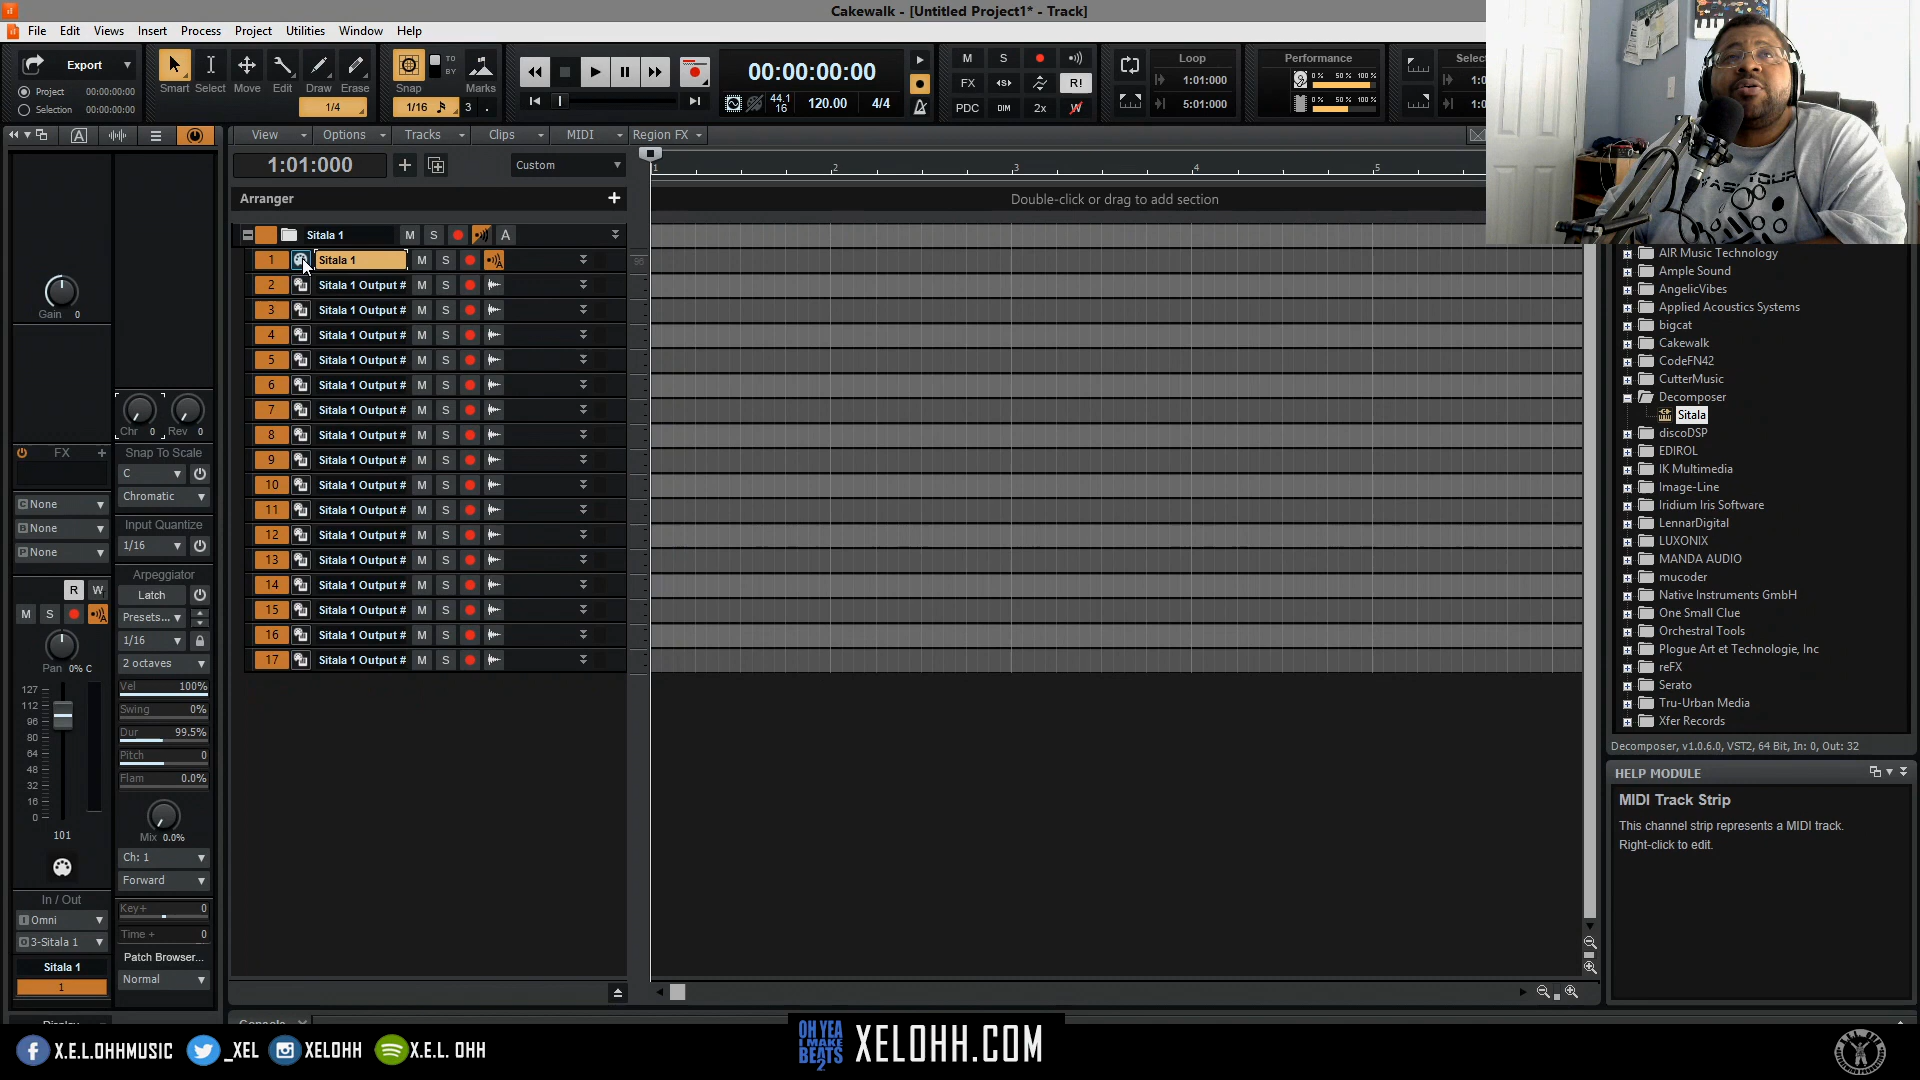 Cakewalk - [Untitled Project1* - Track]
File Edit Views Insert Process Project Utilities Window Help
Export
Project 00:00:00:00
Selection 00:00:00:00
Smart Select Move Edit Draw Erase
1/4
Snap TO BY Marks
1/16 3
00:00:00:00
44.1 16 120.00 4/4
M S
FX R!
PDC DIM 2x W
Loop
1:01:000
5:01:000
Performance
0 % 50 % 100 %
0 % 50 % 100 %
View Options Tracks Clips MIDI Region FX
1:01:000 Custom
1 2 3 4 5
Arranger
Double-click or drag to add section
Sitala 1 M S A
1 Sitala 1 M S
96
2 Sitala 1 Output # M S
3 Sitala 1 Output # M S
4 Sitala 1 Output # M S
5 Sitala 1 Output # M S
6 Sitala 1 Output # M S
7 Sitala 1 Output # M S
8 Sitala 1 Output # M S
9 Sitala 1 Output # M S
10 Sitala 1 Output # M S
11 Sitala 1 Output # M S
12 Sitala 1 Output # M S
13 Sitala 1 Output # M S
14 Sitala 1 Output # M S
15 Sitala 1 Output # M S
16 Sitala 1 Output # M S
17 Sitala 1 Output # M S
Gain 0
FX
None
None
None
R W
M S
Pan 0% C
127
112
96
80
64
48
32
16
0
101
In / Out
Omni
3-Sitala 1
Sitala 1
1
Chr 0 Rev 0
Snap To Scale
C
Chromatic
Input Quantize
1/16
Arpeggiator
Latch
Presets...
1/16
2 octaves
Vel 100%
Swing 0%
Dur 99.5%
Pitch 0
Flam 0.0%
Mix 0.0%
Ch: 1
Forward
Key+ 0
Time + 0
Patch Browser...
Normal
AIR Music Technology
Ample Sound
AngelicVibes
Applied Acoustics Systems
bigcat
Cakewalk
CodeFN42
CutterMusic
Decomposer
Sitala
discoDSP
EDIROL
IK Multimedia
Image-Line
Iridium Iris Software
LennarDigital
LUXONIX
MANDA AUDIO
mucoder
Native Instruments GmbH
One Small Clue
Orchestral Tools
Plogue Art et Technologie, Inc
reFX
Serato
Tru-Urban Media
Xfer Records
Decomposer, v1.0.6.0, VST2, 64 Bit, In: 0, Out: 32
HELP MODULE
MIDI Track Strip
This channel strip represents a MIDI track.
Right-click to edit.
X.E.L.OHHMUSIC _XEL XELOHH X.E.L. OHH
OH YEA I MAKE BEATS 2
XELOHH.COM